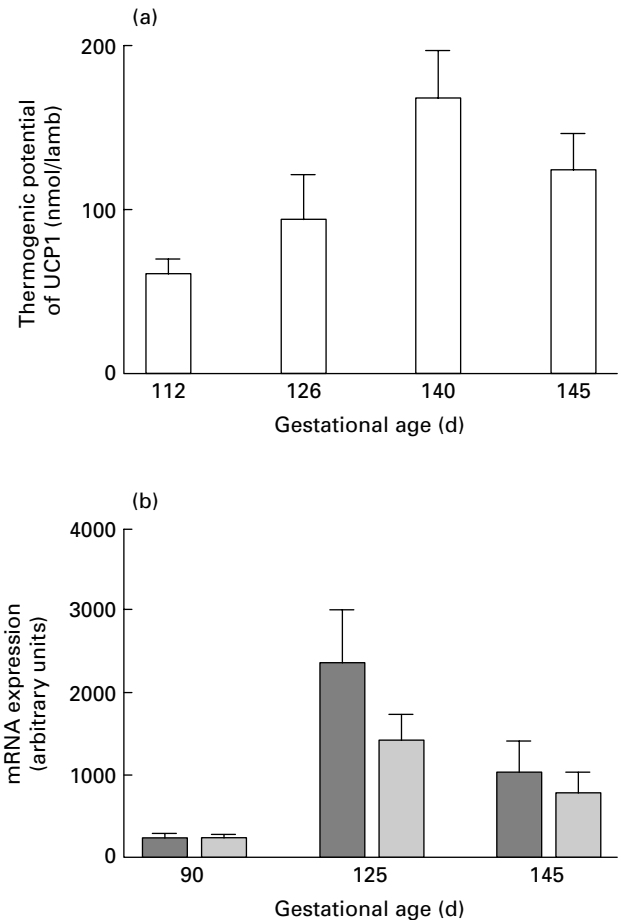 (a)
200
100
0
Thermogenic potential
of UCP1 (nmol/lamb)
112 126 140 145
Gestational age (d)
(b)
4000
3000
2000
1000
0
mRNA expression
(arbitrary units)
90 125 145
Gestational age (d)